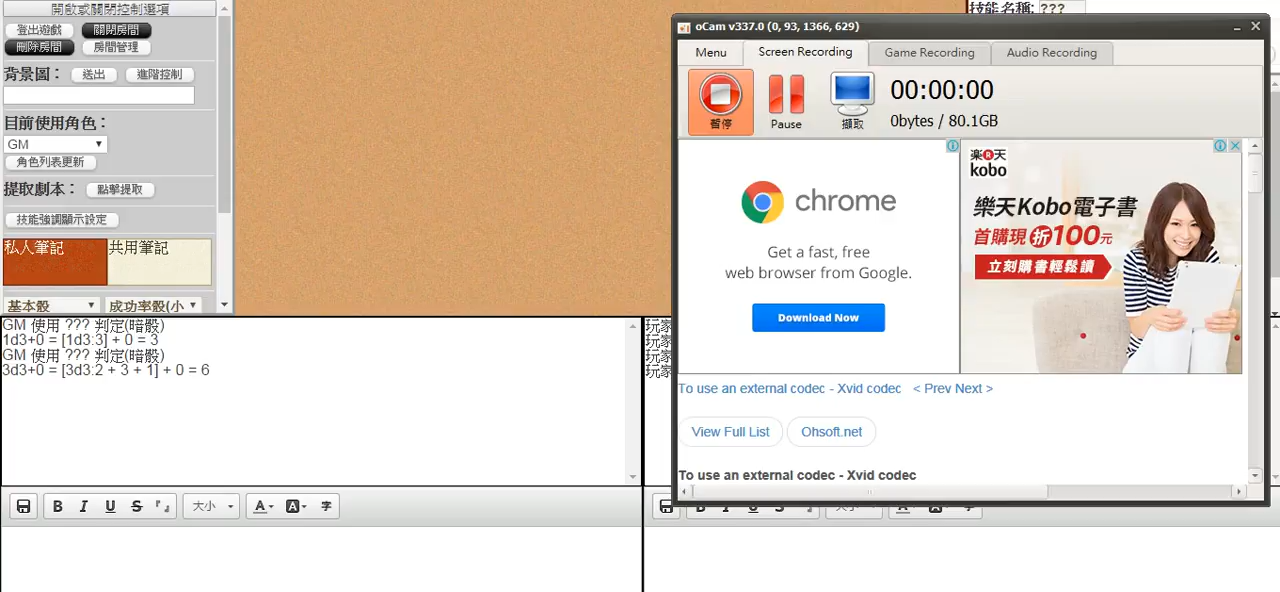 開啟或關閉控制選項
登出遊戲 關閉房間
刪除房間 房間管理
背景圖： 送出 進階控制
目前使用角色：
GM
角色列表更新
提取劇本： 點擊提取
技能強調顯示設定
私人筆記 共用筆記
基本骰 成功率骰(小
GM 使用 ??? 判定(暗骰)
1d3+0 = [1d3:3] + 0 = 3
GM 使用 ??? 判定(暗骰)
3d3+0 = [3d3:2 + 3 + 1] + 0 = 6
B I U S 『』 大小 A A 字
技能名稱: ???
oCam v337.0 (0, 93, 1366, 629)
Menu Screen Recording Game Recording Audio Recording
暫停 Pause 擷取
00:00:00
0bytes / 80.1GB
chrome
Get a fast, free
web browser from Google.
Download Now
樂R天
kobo
樂天Kobo電子書
首購現折100元
立刻購書輕鬆讀
To use an external codec - Xvid codec < Prev Next >
View Full List Ohsoft.net
To use an external codec - Xvid codec
玩家
玩家
玩家
玩家